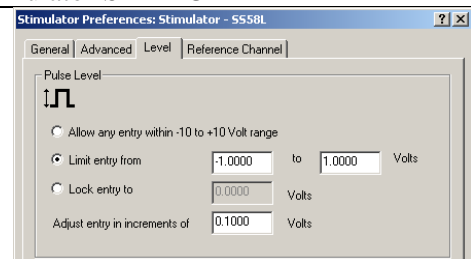 Stimulator Preferences: Stimulator - SS58L
General Advanced Level Reference Channel
Pulse Level
Allow any entry within -10 to +10 Volt range
Limit entry from -1.0000 to 1.0000 Volts
Lock entry to 0.0000 Volts
Adjust entry in increments of 0.1000 Volts